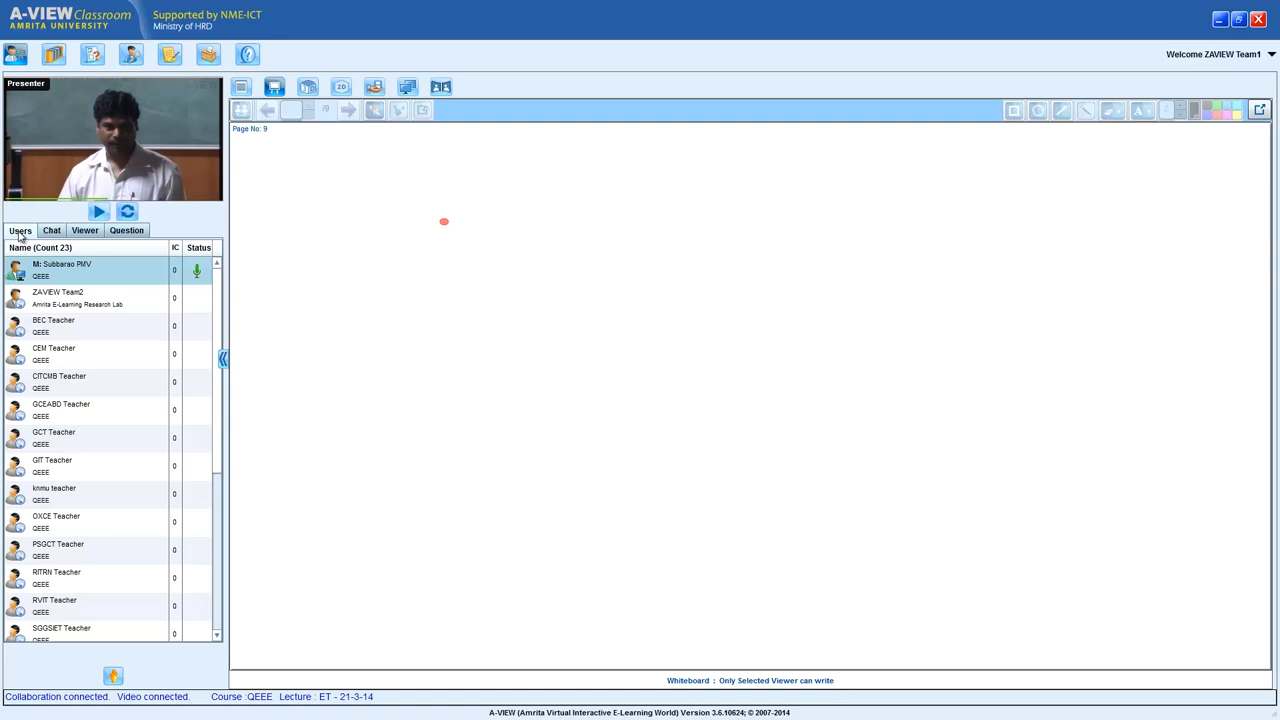 A-VIEW Classroom
AMRITA UNIVERSITY
Supported by NME-ICT
Ministry of HRD
Welcome ZAVIEW Team1
Presenter
2D
/9
A
2
Page No: 9
Users Chat Viewer Question
Name (Count 23) IC Status
M: Subbarao PMV
QEEE
0
ZAVIEW Team2
Amrita E-Learning Research Lab
0
BEC Teacher
QEEE
0
CEM Teacher
QEEE
0
CITCMB Teacher
QEEE
0
GCEABD Teacher
QEEE
0
GCT Teacher
QEEE
0
GIT Teacher
QEEE
0
knmu teacher
QEEE
0
OXCE Teacher
QEEE
0
PSGCT Teacher
QEEE
0
RITRN Teacher
QEEE
0
RVIT Teacher
QEEE
0
SGGSIET Teacher
QEEE
0
Whiteboard : Only Selected Viewer can write
Collaboration connected. Video connected. Course :QEEE Lecture : ET - 21-3-14
A-VIEW (Amrita Virtual Interactive E-Learning World) Version 3.6.10624; © 2007-2014